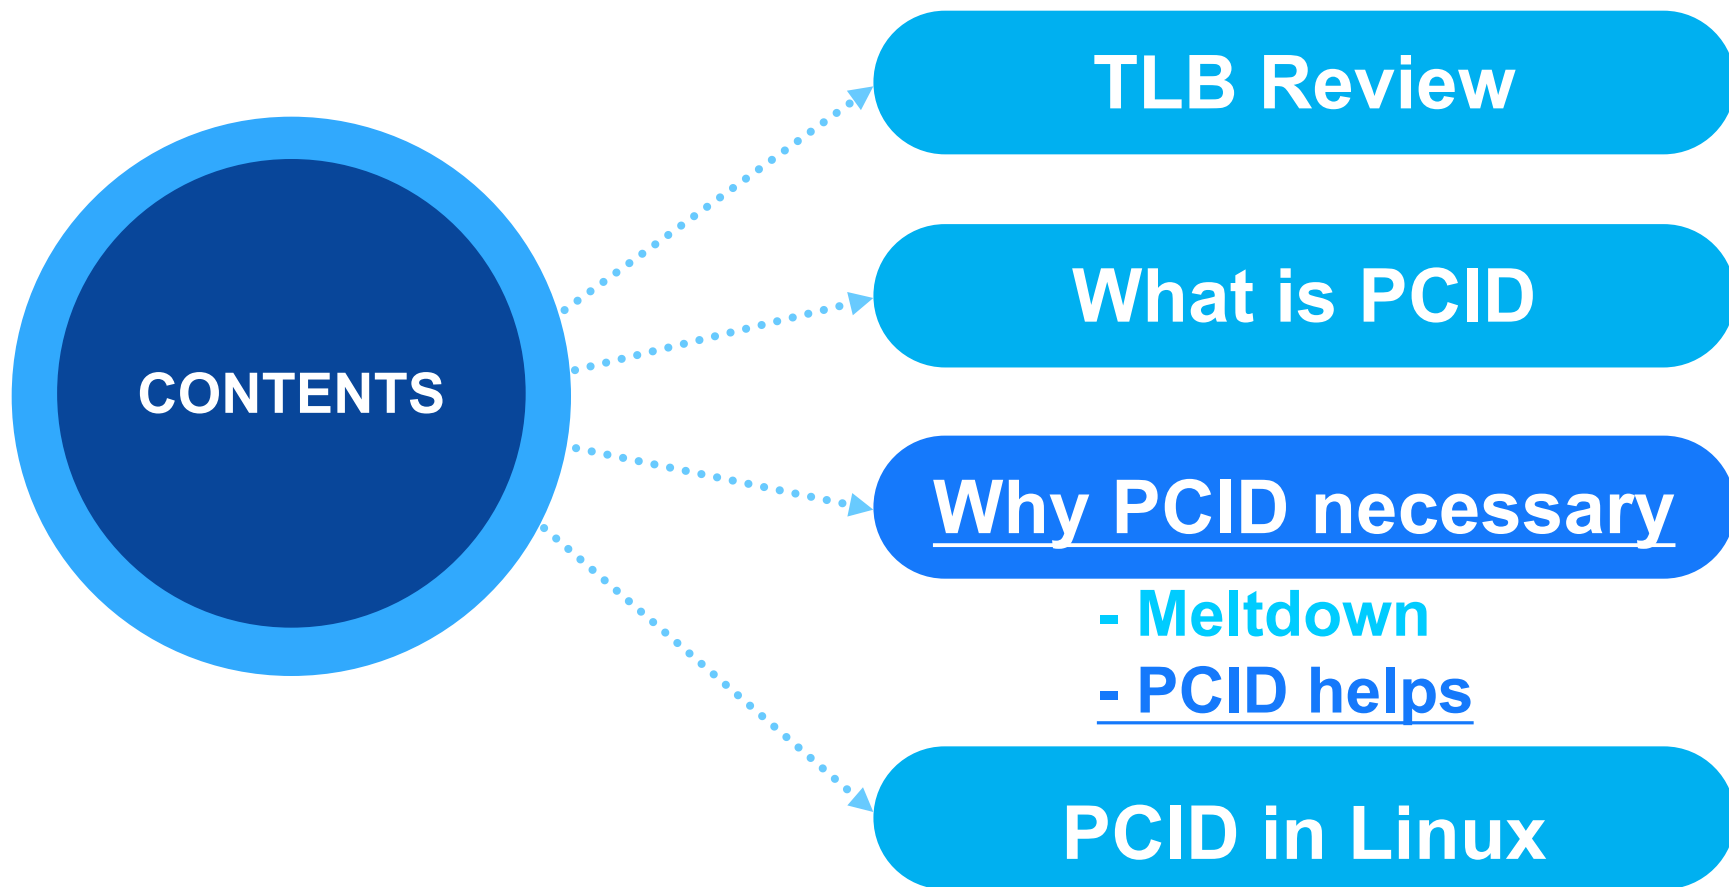 CONTENTS
TLB Review
What is PCID
Why PCID necessary
- Meltdown
- PCID helps
PCID in Linux